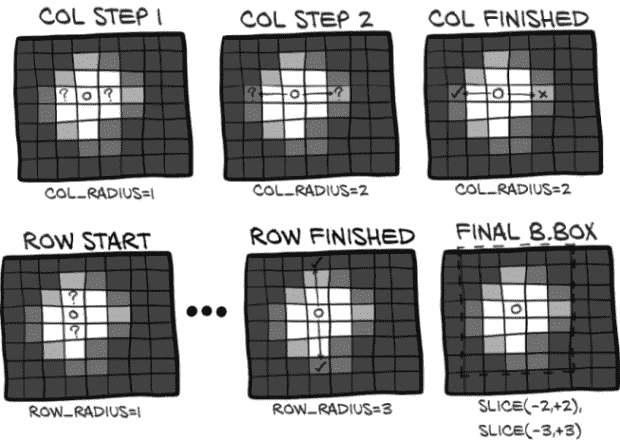 COL STEP 1
COL STEP 2
COL FINISHED
? ?
? ?
COL_RADIUS=1
COL_RADIUS=2
COL_RADIUS=2
ROW START
ROW FINISHED
FINAL B.BOX
?
?
ROW_RADIUS=1
ROW_RADIUS=3
SLICE(-2,+2),
SLICE(-3,+3)